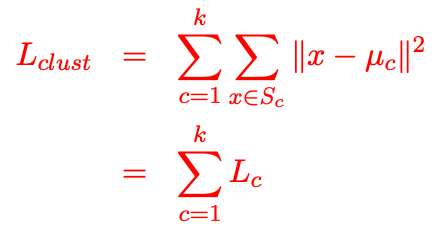 L_{clust} = \sum_{c=1}^{k} \sum_{x \in S_c} \|x - \mu_c\|^2
= \sum_{c=1}^{k} L_c